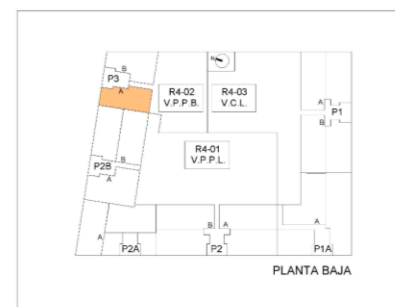 B
P3
A
R4-02
V.P.P.B.
R4-03
V.C.L.
A
P1
B
R4-01
V.P.P.L.
B
P2B
A
A
B A
A
P2A
P2
P1A
PLANTA BAJA